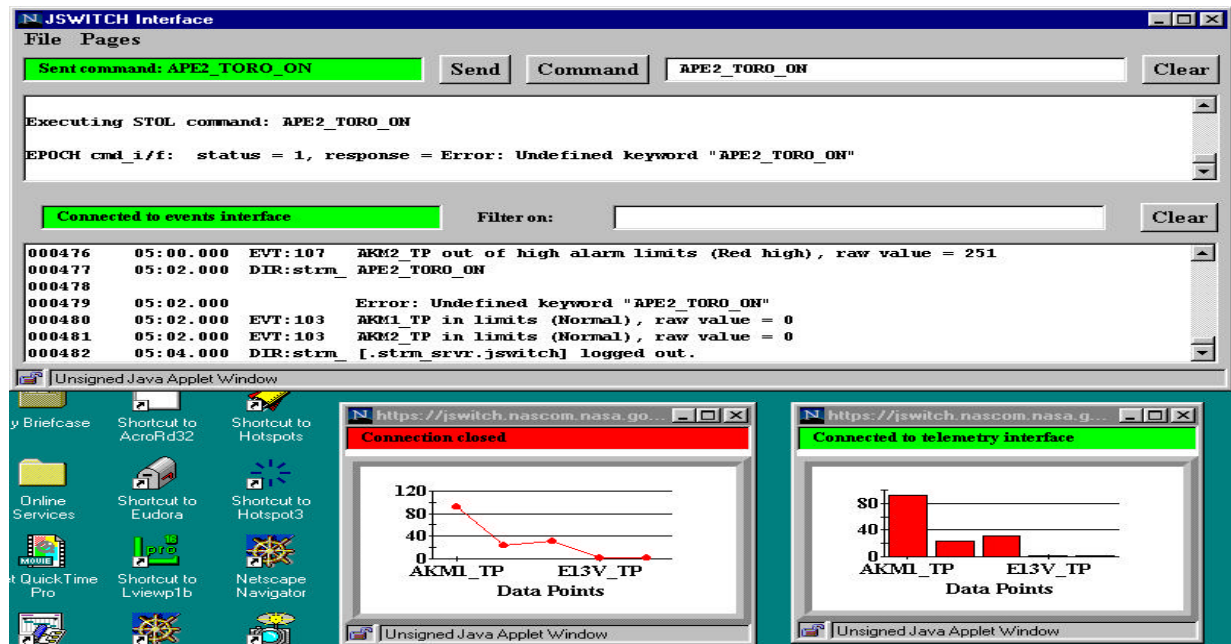 JSWITCH Interface
File Pages
Sent command: APE2_TORO_ON Send Command APE2_TORO_ON Clear
Executing STOL command: APE2_TORO_ON
EPOCH cmd_i/f: status = 1, response = Error: Undefined keyword "APE2_TORO_ON"
Connected to events interface Filter on: Clear
000476 05:00.000 EVT:107 AKM2_TP out of high alarm limits (Red high), raw value = 251
000477 05:02.000 DIR:strm_ APE2_TORO_ON
000478
000479 05:02.000 Error: Undefined keyword "APE2_TORO_ON"
000480 05:02.000 EVT:103 AKM1_TP in limits (Normal), raw value = 0
000481 05:02.000 EVT:103 AKM2_TP in limits (Normal), raw value = 0
000482 05:04.000 DIR:strm_ [.strm_srvr.jswitch] logged out.
Unsigned Java Applet Window
y Briefcase
Shortcut to
AcroRd32
Shortcut to
Hotspots
Online
Services
Shortcut to
Eudora
Shortcut to
Hotspot3
MOVIE
t QuickTime
Pro
pro
Shortcut to
Lviewp1b
Netscape
Navigator
https://jswitch.nascom.nasa.go...
Connection closed
120
80
40
0
AKM1_TP E13V_TP
Data Points
Unsigned Java Applet Window
https://jswitch.nascom.nasa.g...
Connected to telemetry interface
80
40
0
AKM1_TP E13V_TP
Data Points
Unsigned Java Applet Window